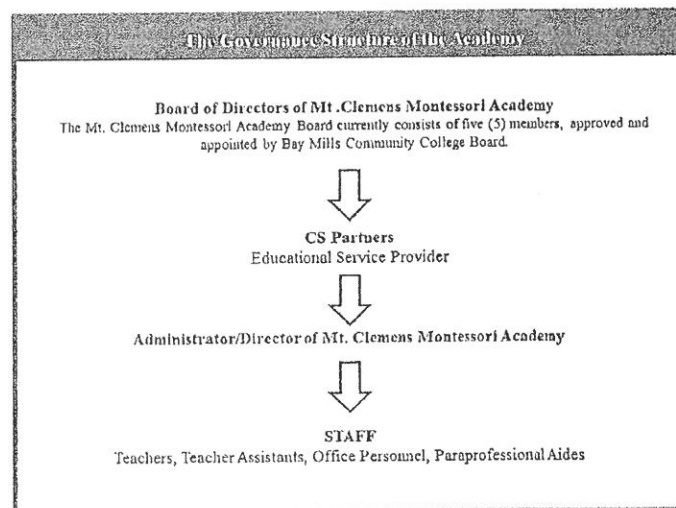 The Governance Structure of the Academy
Board of Directors of Mt .Clemens Montessori Academy
The Mt. Clemens Montessori Academy Board currently consists of five (5) members, approved and
appointed by Bay Mills Community College Board.
CS Partners
Educational Service Provider
Administrator/Director of Mt. Clemens Montessori Academy
STAFF
Teachers, Teacher Assistants, Office Personnel, Paraprofessional Aides